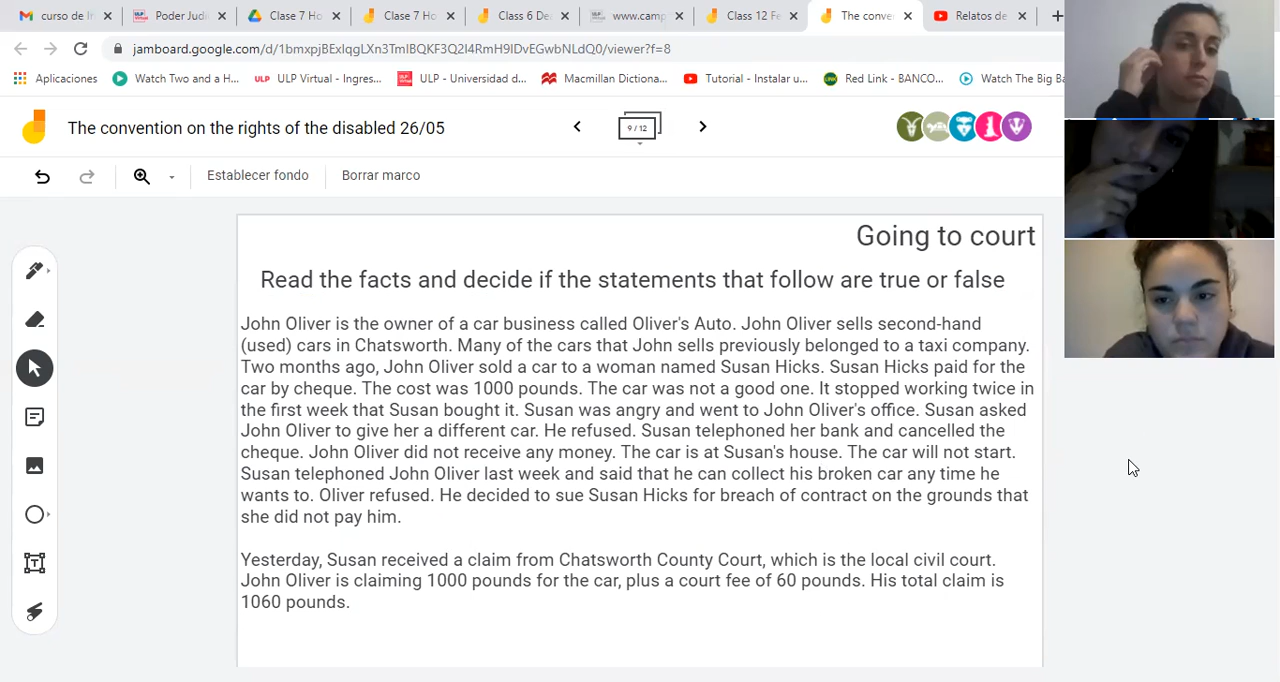 curso de In
Poder Judi
Clase 7 Ho
Clase 7 Ho
Class 6 De
www.camp
Class 12 Fe
The conve
Relatos de
jamboard.google.com/d/1bmxpjBExlqgLXn3TmlBQKF3Q2I4RmH9lDvEGwbNLdQ0/viewer?f=8
Aplicaciones
Watch Two and a H...
ULP Virtual - Ingres...
ULP - Universidad d...
Macmillan Dictiona...
Tutorial - Instalar u...
Red Link - BANCO...
Watch The Big Ba
The convention on the rights of the disabled 26/05
9 / 12
Establecer fondo
Borrar marco
Going to court
Read the facts and decide if the statements that follow are true or false
John Oliver is the owner of a car business called Oliver's Auto. John Oliver sells second-hand
(used) cars in Chatsworth. Many of the cars that John sells previously belonged to a taxi company.
Two months ago, John Oliver sold a car to a woman named Susan Hicks. Susan Hicks paid for the
car by cheque. The cost was 1000 pounds. The car was not a good one. It stopped working twice in
the first week that Susan bought it. Susan was angry and went to John Oliver's office. Susan asked
John Oliver to give her a different car. He refused. Susan telephoned her bank and cancelled the
cheque. John Oliver did not receive any money. The car is at Susan's house. The car will not start.
Susan telephoned John Oliver last week and said that he can collect his broken car any time he
wants to. Oliver refused. He decided to sue Susan Hicks for breach of contract on the grounds that
she did not pay him.
Yesterday, Susan received a claim from Chatsworth County Court, which is the local civil court.
John Oliver is claiming 1000 pounds for the car, plus a court fee of 60 pounds. His total claim is
1060 pounds.